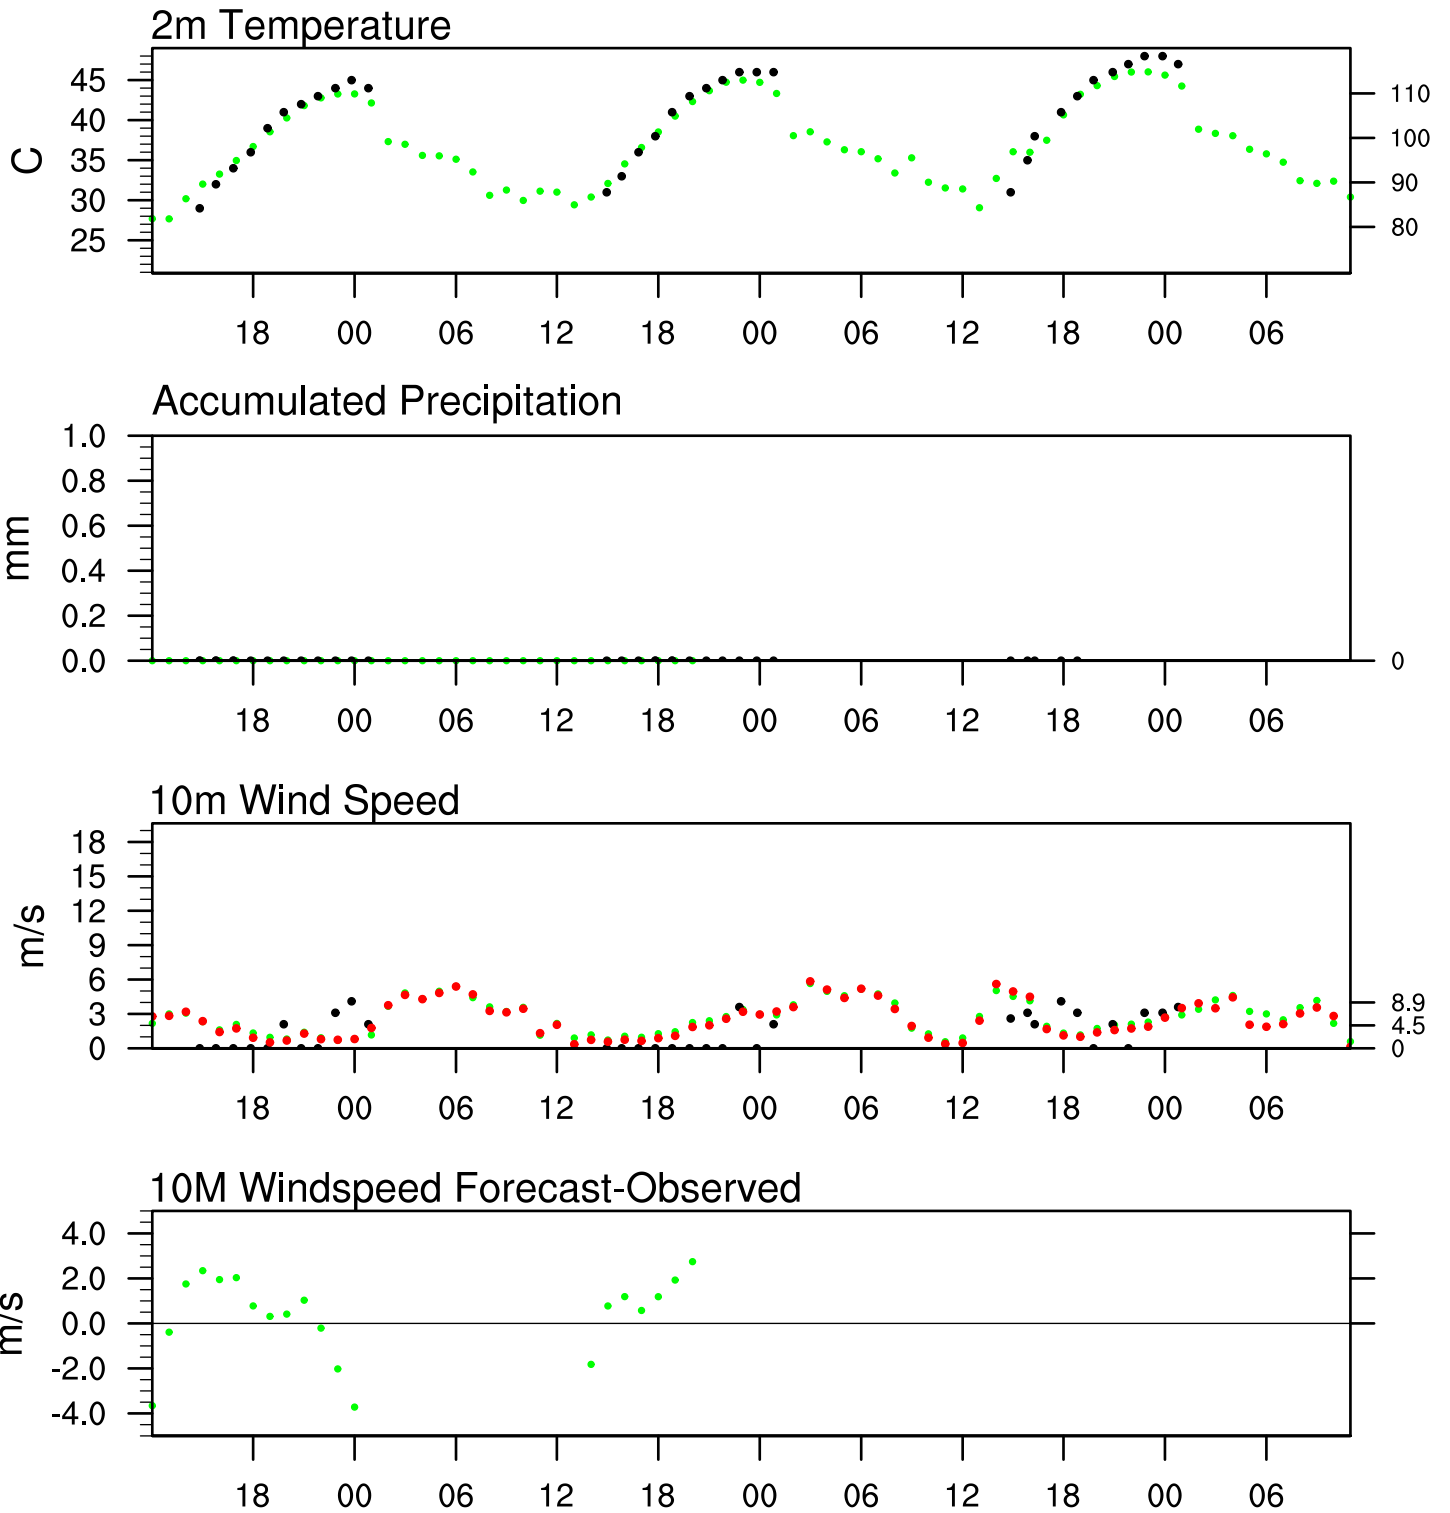 2m Temperature
45
40
35
30
25
C
110
100
90
80
18 00 06 12 18 00 06 12 18 00 06
Accumulated Precipitation
1.0
0.8
0.6
0.4
0.2
0.0
mm
0
18 00 06 12 18 00 06 12 18 00 06
10m Wind Speed
18
15
12
9
6
3
0
m/s
8.9
4.5
0
18 00 06 12 18 00 06 12 18 00 06
10M Windspeed Forecast-Observed
4.0
2.0
0.0
-2.0
-4.0
m/s
18 00 06 12 18 00 06 12 18 00 06